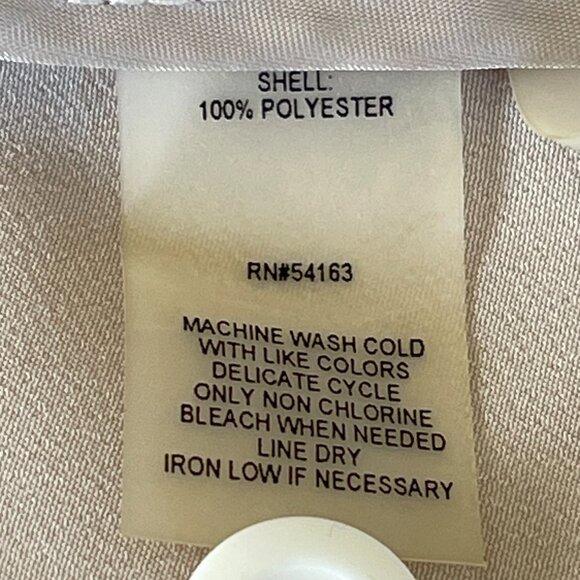 SHELL:
100% POLYESTER
RN#54163
MACHINE WASH COLD
WITH LIKE COLORS
DELICATE CYCLE
ONLY NON CHLORINE
BLEACH WHEN NEEDED
LINE DRY
IRON LOW IF NECESSARY